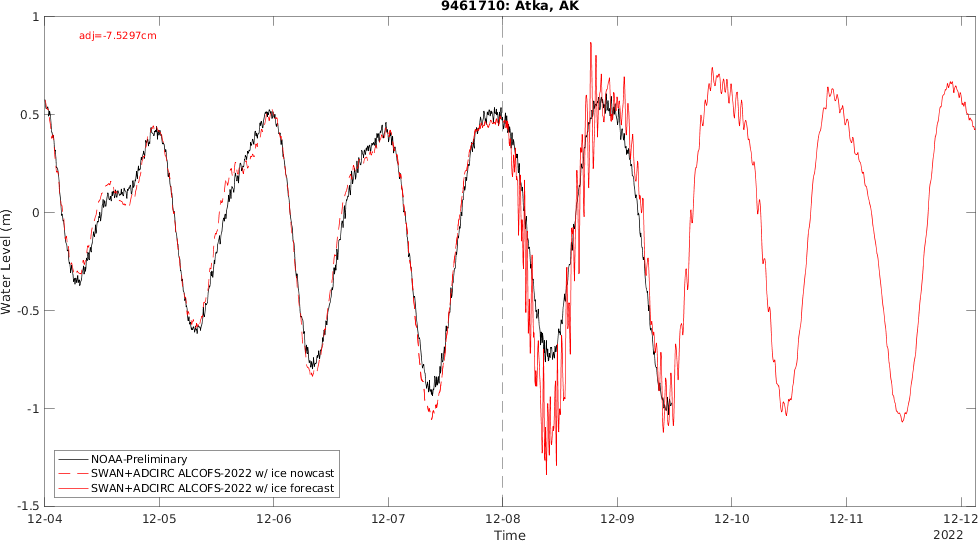 9461710: Atka, AK
adj=-7.5297cm
1
0.5
0
-0.5
-1
-1.5
Water Level (m)
NOAA-Preliminary
SWAN+ADCIRC ALCOFS-2022 w/ ice nowcast
SWAN+ADCIRC ALCOFS-2022 w/ ice forecast
12-04 12-05 12-06 12-07 12-08 12-09 12-10 12-11 12-12
Time
2022